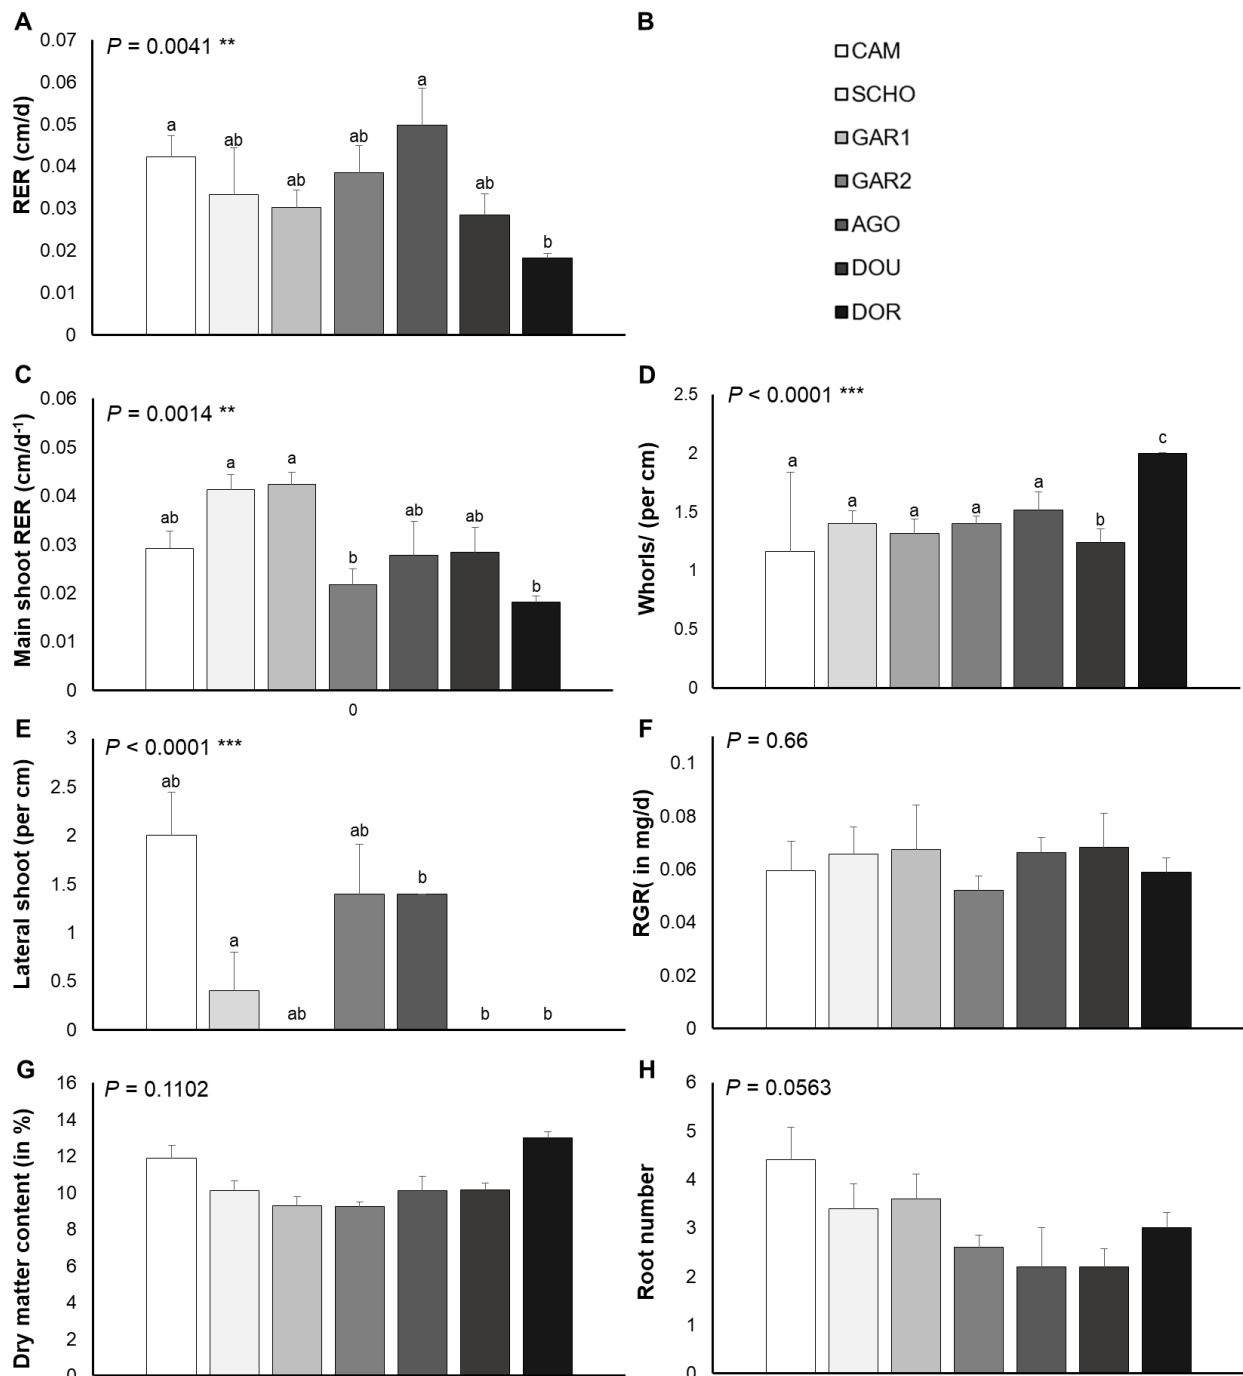 A
P = 0.0041 **
RER (cm/d)
0.07
0.06
0.05
0.04
0.03
0.02
0.01
0
a
ab
ab
ab
a
ab
b
B
CAM
SCHO
GAR1
GAR2
AGO
DOU
DOR
C
P = 0.0014 **
Main shoot RER (cm/d-1)
0.06
0.05
0.04
0.03
0.02
0.01
0
ab
a
a
b
ab
ab
b
0
D
P < 0.0001 ***
Whorls/ (per cm)
2.5
2
1.5
1
0.5
0
a
a
a
a
a
b
c
E
P < 0.0001 ***
Lateral shoot (per cm)
3
2.5
2
1.5
1
0.5
0
ab
a
ab
ab
b
b
b
F
P = 0.66
RGR( in mg/d)
0.1
0.08
0.06
0.04
0.02
0
G
P = 0.1102
Dry matter content (in %)
16
14
12
10
8
6
4
2
0
H
P = 0.0563
Root number
6
5
4
3
2
1
0